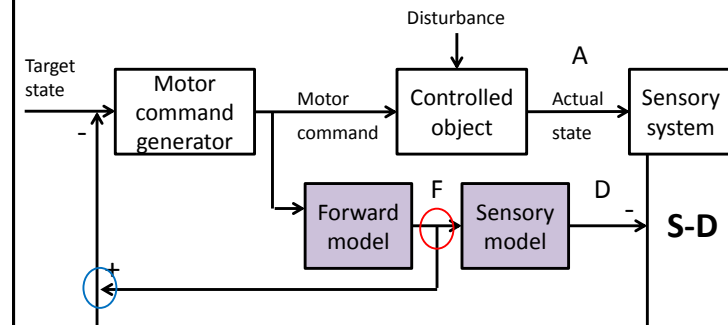 Disturbance
A
Target
state
Motor
command
generator
Motor
command
Controlled
object
Actual
state
Sensory
system
-
F
D
Forward
model
Sensory
model
-
S-D
+